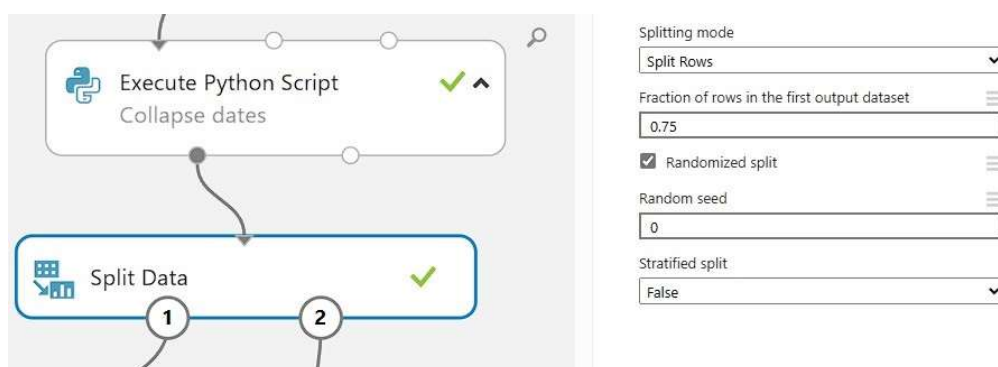 Execute Python Script
Collapse dates
Split Data
1
2
Splitting mode
Split Rows
Fraction of rows in the first output dataset
0.75
Randomized split
Random seed
0
Stratified split
False